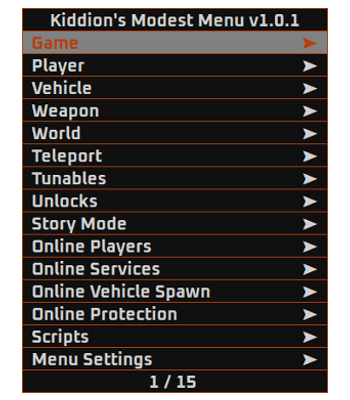 Kiddion's Modest Menu v1.0.1
Game
Player
Vehicle
Weapon
World
Teleport
Tunables
Unlocks
Story Mode
Online Players
Online Services
Online Vehicle Spawn
Online Protection
Scripts
Menu Settings
1 / 15